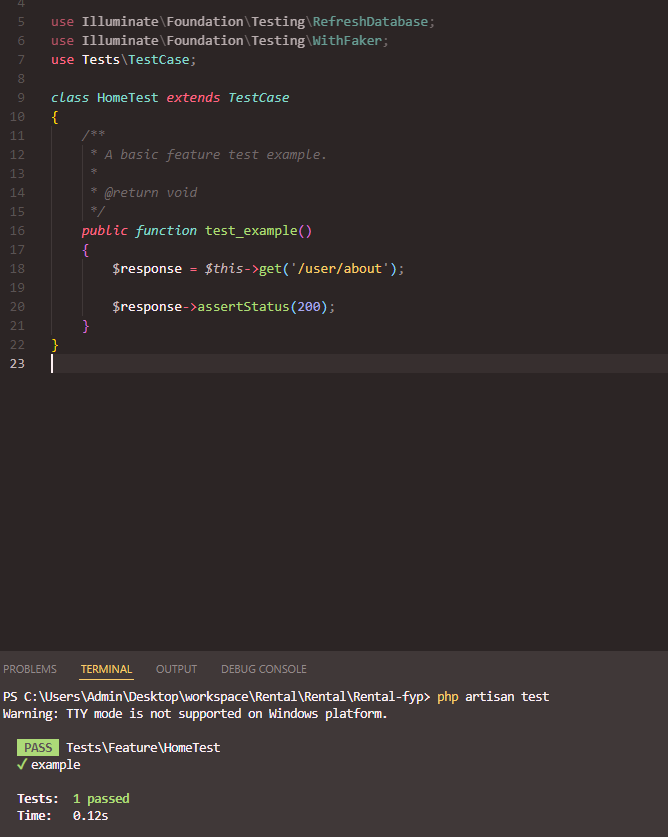 4
5 use Illuminate\Foundation\Testing\RefreshDatabase;
6 use Illuminate\Foundation\Testing\WithFaker;
7 use Tests\TestCase;
8
9 class HomeTest extends TestCase
10 {
11 /**
12 * A basic feature test example.
13 *
14 * @return void
15 */
16 public function test_example()
17 {
18 $response = $this->get('/user/about');
19
20 $response->assertStatus(200);
21 }
22 }
23
PROBLEMS TERMINAL OUTPUT DEBUG CONSOLE
PS C:\Users\Admin\Desktop\workspace\Rental\Rental\Rental-fyp> php artisan test
Warning: TTY mode is not supported on Windows platform.
PASS Tests\Feature\HomeTest
✓ example
Tests: 1 passed
Time: 0.12s